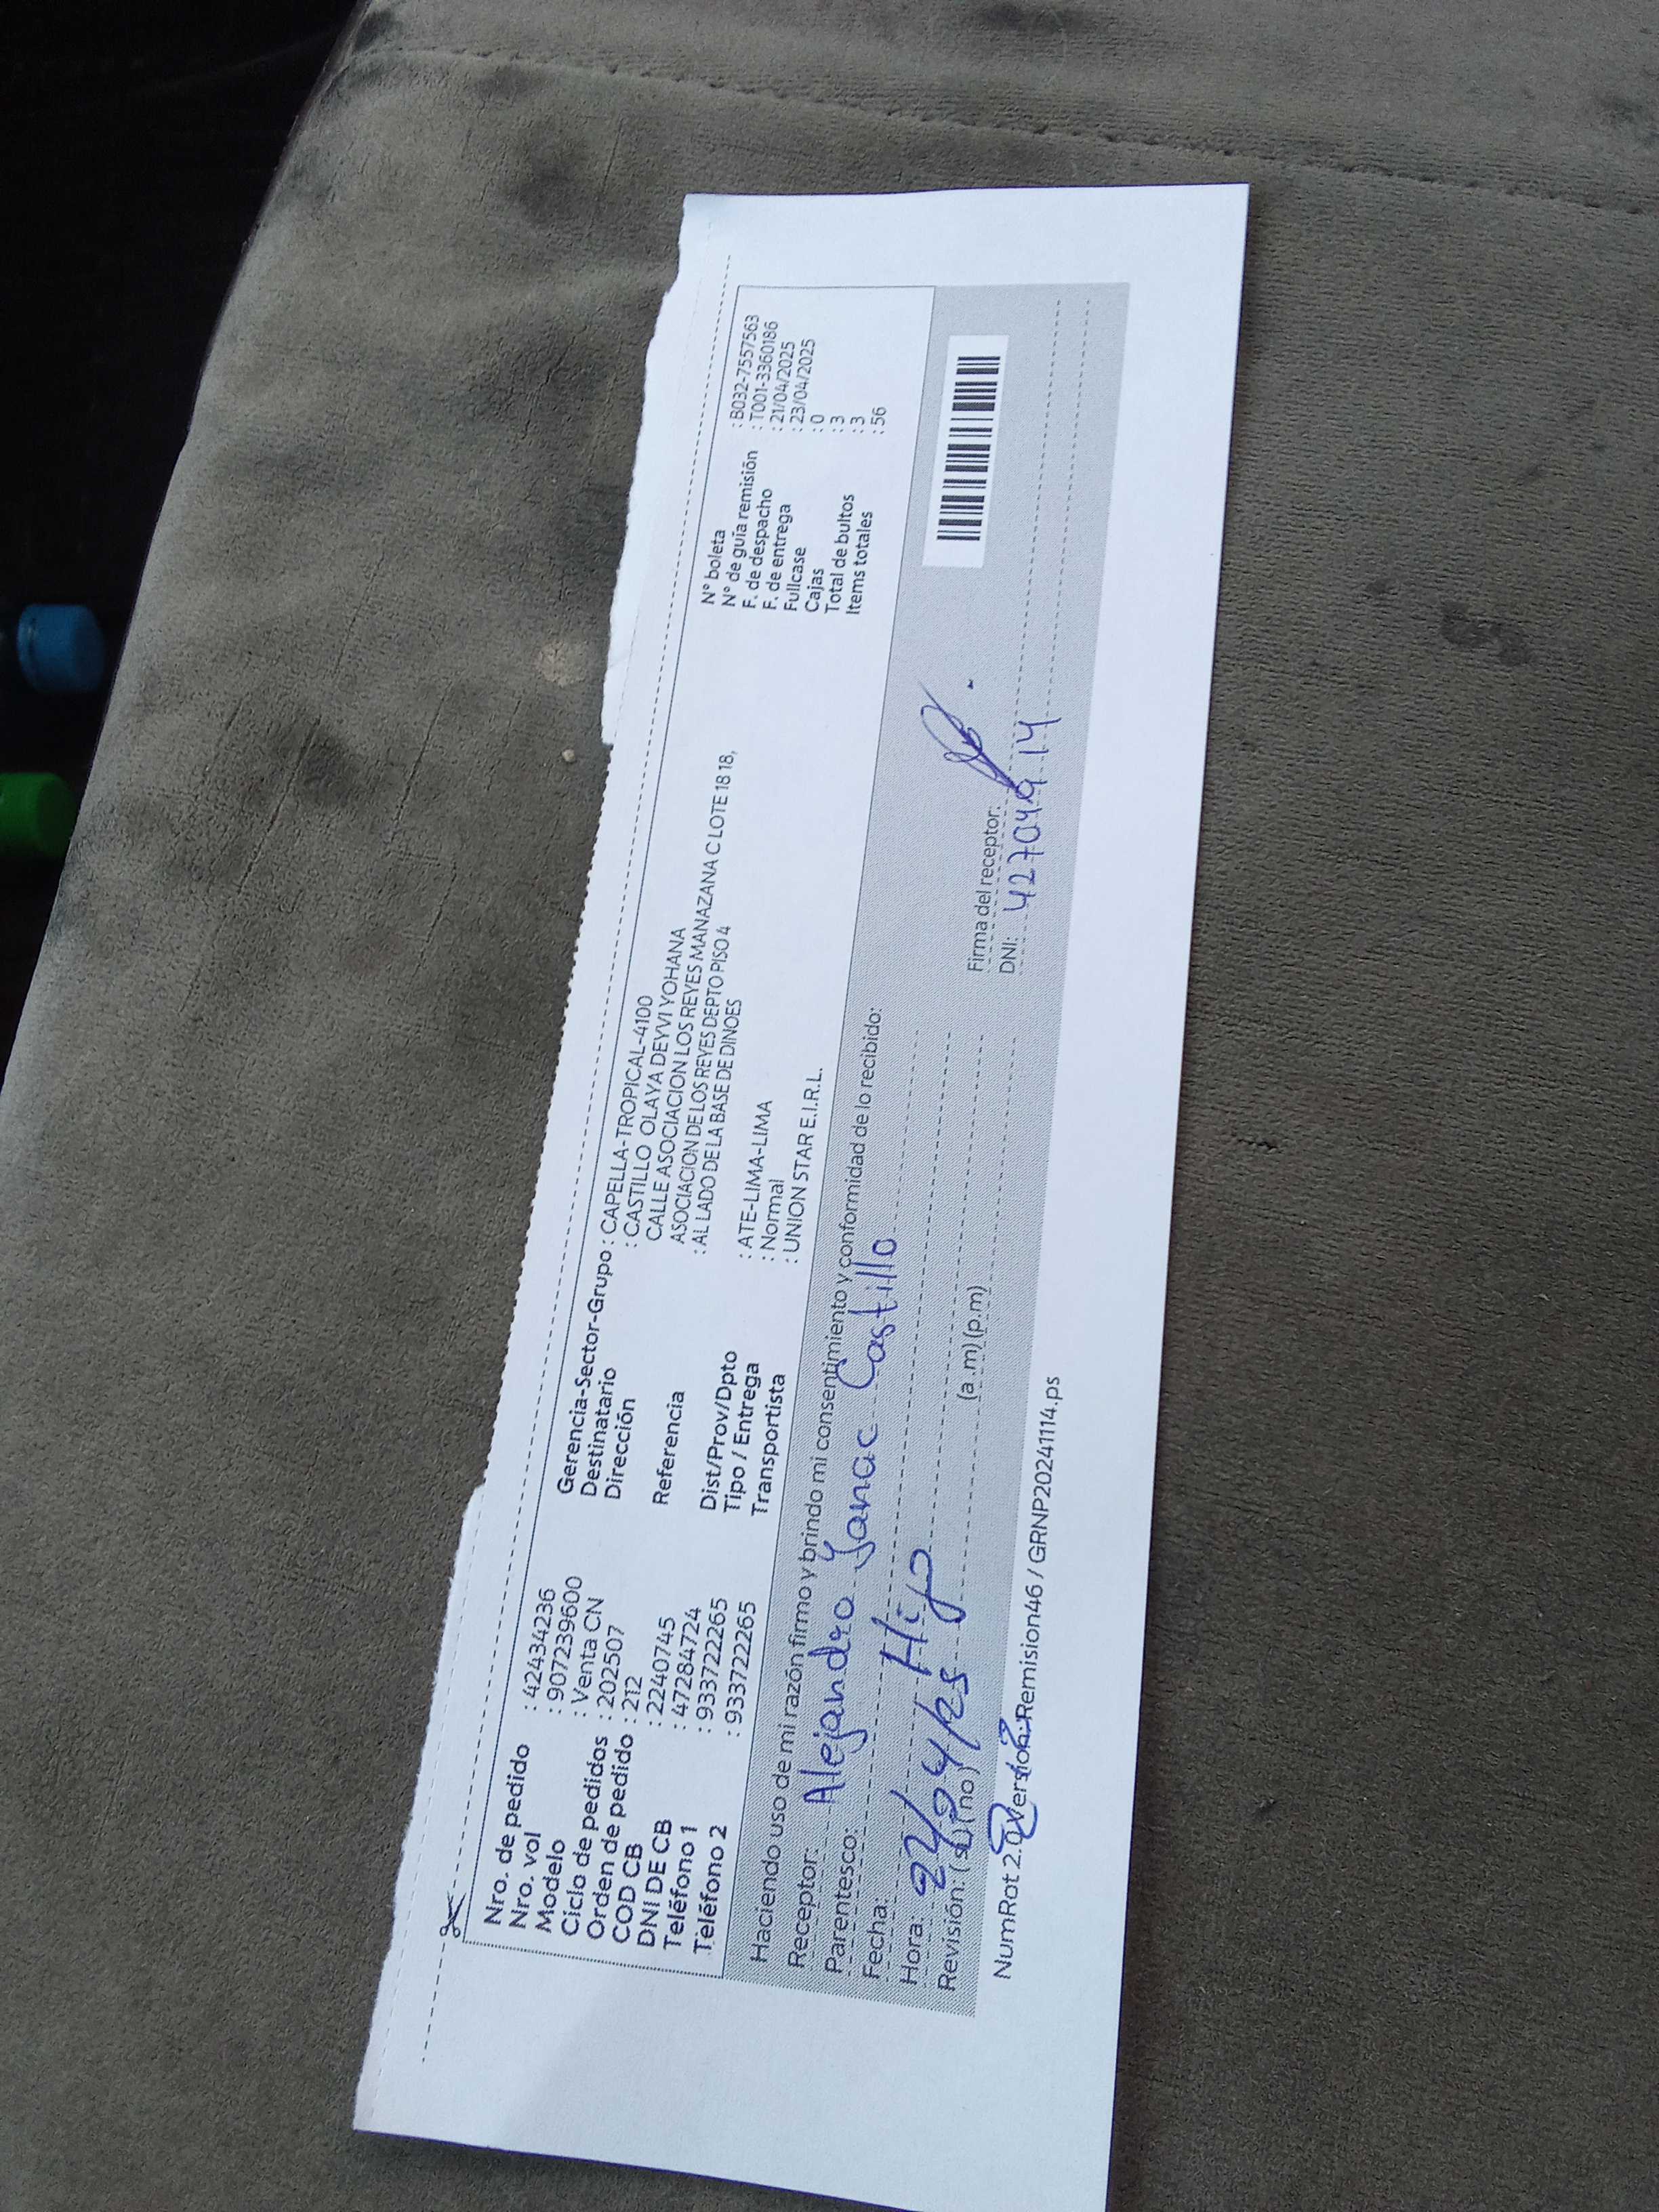 Nro. de pedido : 42434236
Nro. vol : 907239600
Modelo : Venta CN
Ciclo de pedidos : 202507
Orden de pedido : 212
COD CB : 2240745
DNI DE CB : 47284724
Teléfono 1 : 933722265
Teléfono 2 : 933722265
Gerencia-Sector-Grupo : CAPELLA-TROPICAL-4100
Destinatario : CASTILLO OLAYA DEYVI YOHANA
Dirección CALLE ASOCIACION LOS REYES MANAZANA C LOTE 18 18,
ASOCIACION DE LOS REYES DEPTO PISO 4
Referencia : AL LADO DE LA BASE DE DINOES
Dist/Prov/Dpto : ATE-LIMA-LIMA
Tipo / Entrega : Normal
Transportista : UNION STAR E.I.R.L.
N° boleta : B032-7557563
N° de guía remisión : T001-3360186
F. de despacho : 21/04/2025
F. de entrega : 23/04/2025
Fullcase : 0
Cajas : 3
Total de bultos : 3
Items totales : 56
Haciendo uso de mi razón firmo y brindo mi consentimiento y conformidad de lo recibido:
Receptor: Alejandro Yanac Castillo
Parentesco: Hijo
Fecha: 24/04/25
Hora: (a .m) (p.m)
Revisión: (si) (no)
Firma del receptor:
DNI: 42704914
NumRot 2.0 Version: Remision46 / GRNP20241114.ps